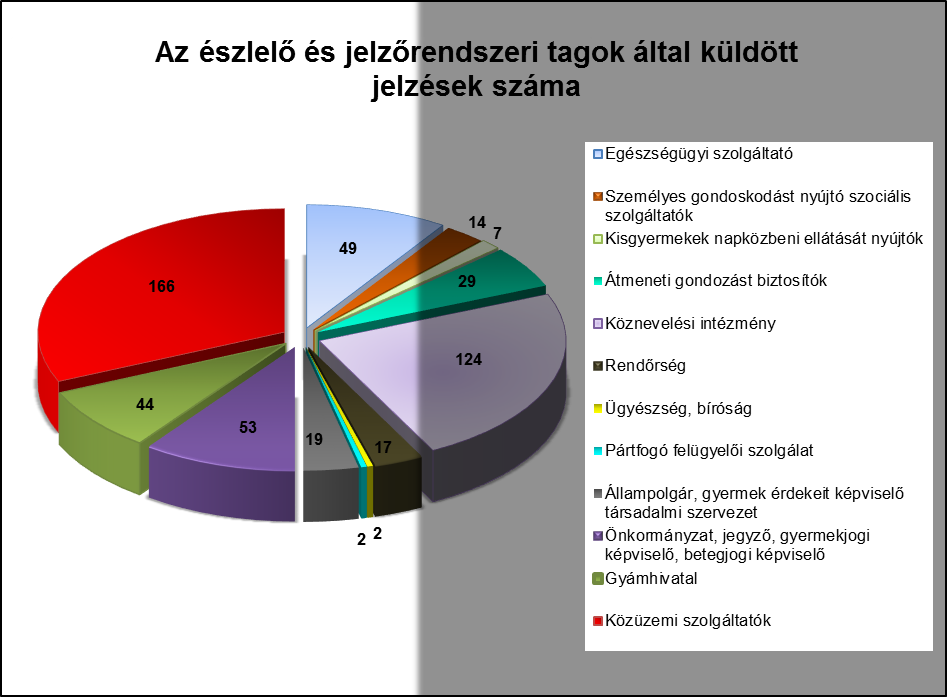 Az észlelő és jelzőrendszeri tagok által küldött
jelzések száma
49
14
7
29
124
17
2
2
19
53
44
166
Egészségügyi szolgáltató
Személyes gondoskodást nyújtó szociális
szolgáltatók
Kisgyermekek napközbeni ellátását nyújtók
Átmeneti gondozást biztosítók
Köznevelési intézmény
Rendőrség
Ügyészség, bíróság
Pártfogó felügyelői szolgálat
Állampolgár, gyermek érdekeit képviselő
társadalmi szervezet
Önkormányzat, jegyző, gyermekjogi
képviselő, betegjogi képviselő
Gyámhivatal
Közüzemi szolgáltatók